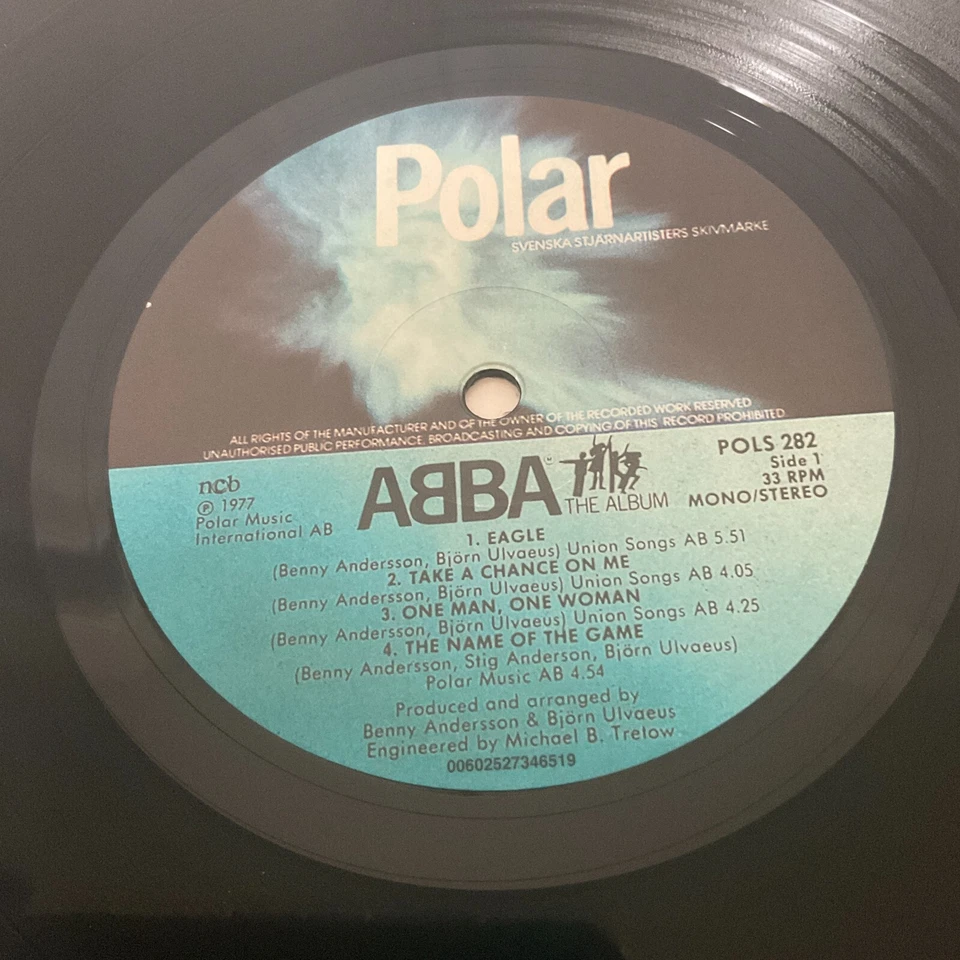 Polar
SVENSKA STJÄRNARTISTERS SKIVMÄRKE
ALL RIGHTS OF THE MANUFACTURER AND OF THE OWNER OF THE RECORDED WORK RESERVED
UNAUTHORISED PUBLIC PERFORMANCE, BROADCASTING AND COPYING OF THIS RECORD PROHIBITED
ncb
℗ 1977
Polar Music
International AB
ABBA
THE ALBUM
POLS 282
Side 1
33 RPM
MONO/STEREO
1. EAGLE
(Benny Andersson, Björn Ulvaeus) Union Songs AB 5.51
2. TAKE A CHANCE ON ME
(Benny Andersson, Björn Ulvaeus) Union Songs AB 4.05
3. ONE MAN, ONE WOMAN
(Benny Andersson, Björn Ulvaeus) Union Songs AB 4.25
4. THE NAME OF THE GAME
(Benny Andersson, Stig Anderson, Björn Ulvaeus)
Polar Music AB 4.54
Produced and arranged by
Benny Andersson & Björn Ulvaeus
Engineered by Michael B. Tretow
00602527346519